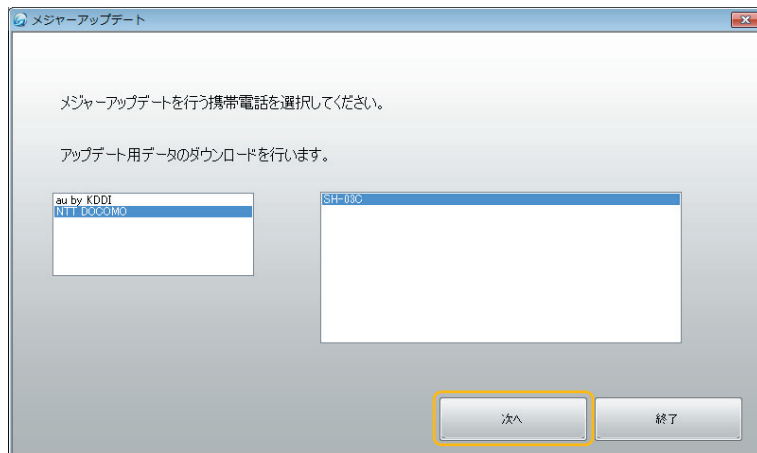 メジャーアップデート
メジャーアップデートを行う携帯電話を選択してください。
アップデート用データのダウンロードを行います。
au by KDDI
NTT DOCOMO
SH-03C
次へ
終了